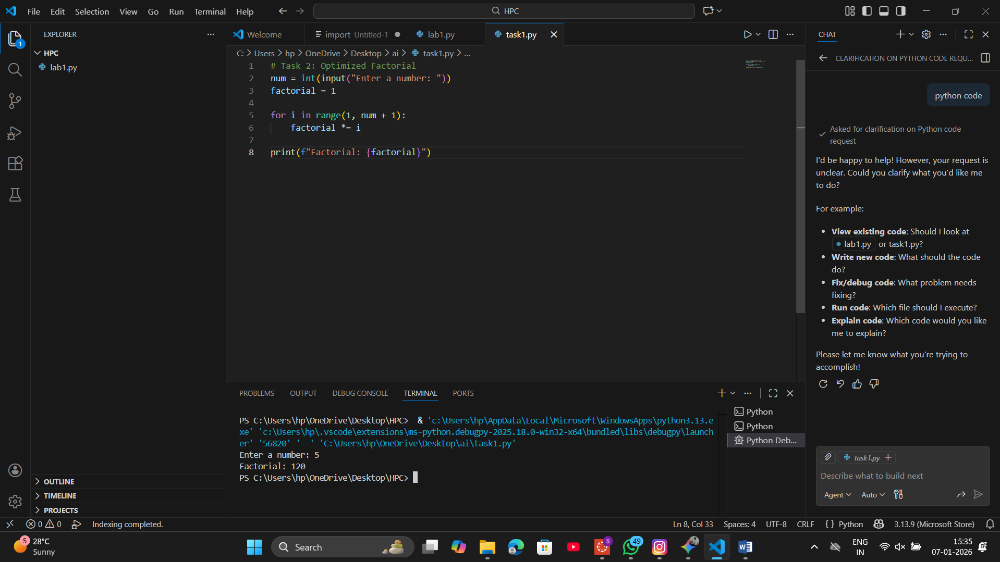 File Edit Selection View Go Run Terminal Help
HPC
EXPLORER
HPC
lab1.py
1
Welcome
import Untitled-1
lab1.py
task1.py
C: > Users > hp > OneDrive > Desktop > ai > task1.py > ...
1 # Task 2: Optimized Factorial
2 num = int(input("Enter a number: "))
3 factorial = 1
4
5 for i in range(1, num + 1):
6     factorial *= i
7
8 print(f"Factorial: {factorial}")
CHAT
CLARIFICATION ON PYTHON CODE REQU...
python code
Asked for clarification on Python code
request
I'd be happy to help! However, your request is
unclear. Could you clarify what you'd like me
to do?
For example:
• View existing code: Should I look at
lab1.py or task1.py?
• Write new code: What should the code
do?
• Fix/debug code: What problem needs
fixing?
• Run code: Which file should I execute?
• Explain code: Which code would you like
me to explain?
Please let me know what you're trying to
accomplish!
task1.py
Describe what to build next
Agent Auto
PROBLEMS OUTPUT DEBUG CONSOLE TERMINAL PORTS
PS C:\Users\hp\OneDrive\Desktop\HPC>  & 'c:\Users\hp\AppData\Local\Microsoft\WindowsApps\python3.13.e
xe' 'c:\Users\hp\.vscode\extensions\ms-python.debugpy-2025.18.0-win32-x64\bundled\libs\debugpy\launch
er' '56820' '--' 'C:\Users\hp\OneDrive\Desktop\ai\task1.py'
Enter a number: 5
Factorial: 120
PS C:\Users\hp\OneDrive\Desktop\HPC>
Python
Python
Python Deb...
OUTLINE
TIMELINE
PROJECTS
0 0 Indexing completed.
Ln 8, Col 33 Spaces: 4 UTF-8 CRLF { } Python 3.13.9 (Microsoft Store)
5
28°C
Sunny
Search
S
49
ENG
IN
15:35
07-01-2026